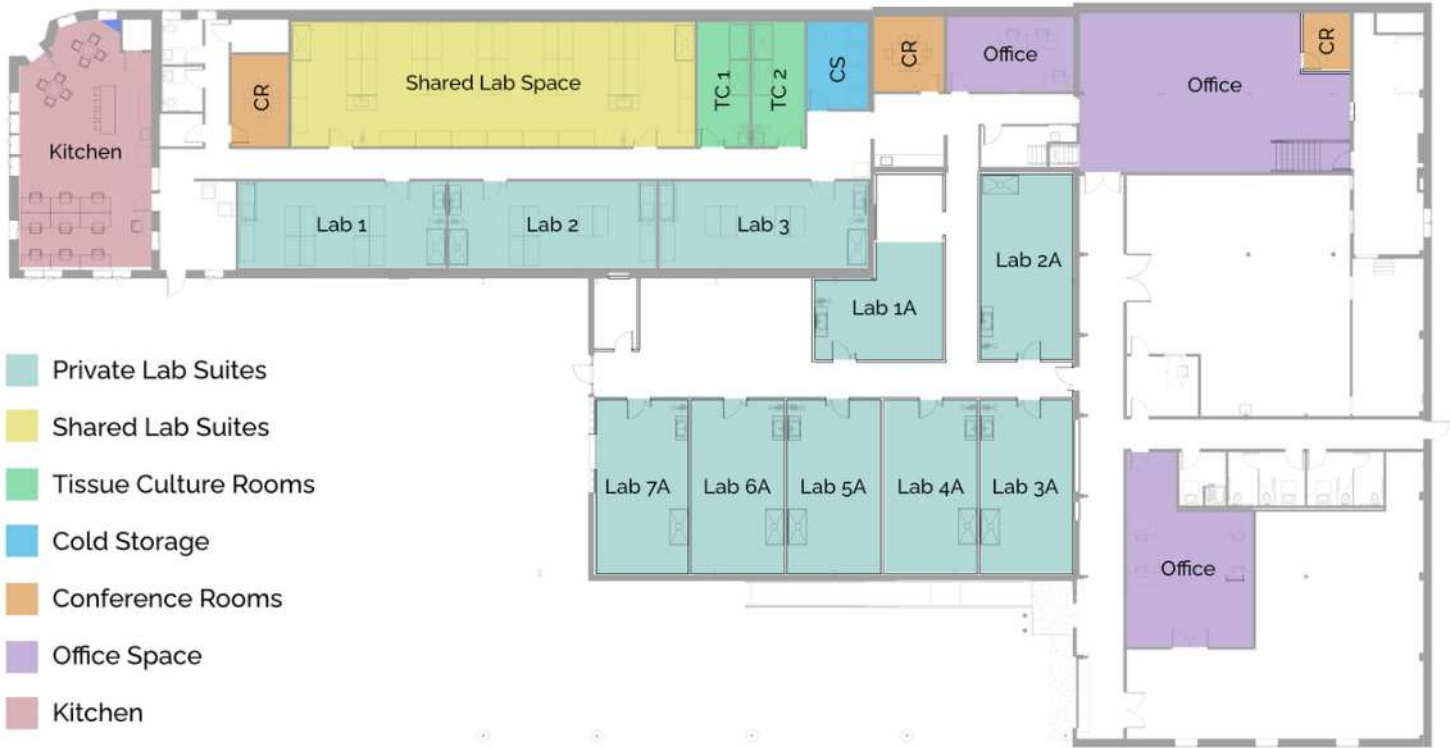 CR
Shared Lab Space
TC 1
TC 2
CS
CR
Office
Office
CR
Kitchen
Lab 1
Lab 2
Lab 3
Lab 1A
Lab 2A
Lab 7A
Lab 6A
Lab 5A
Lab 4A
Lab 3A
Office
Private Lab Suites
Shared Lab Suites
Tissue Culture Rooms
Cold Storage
Conference Rooms
Office Space
Kitchen